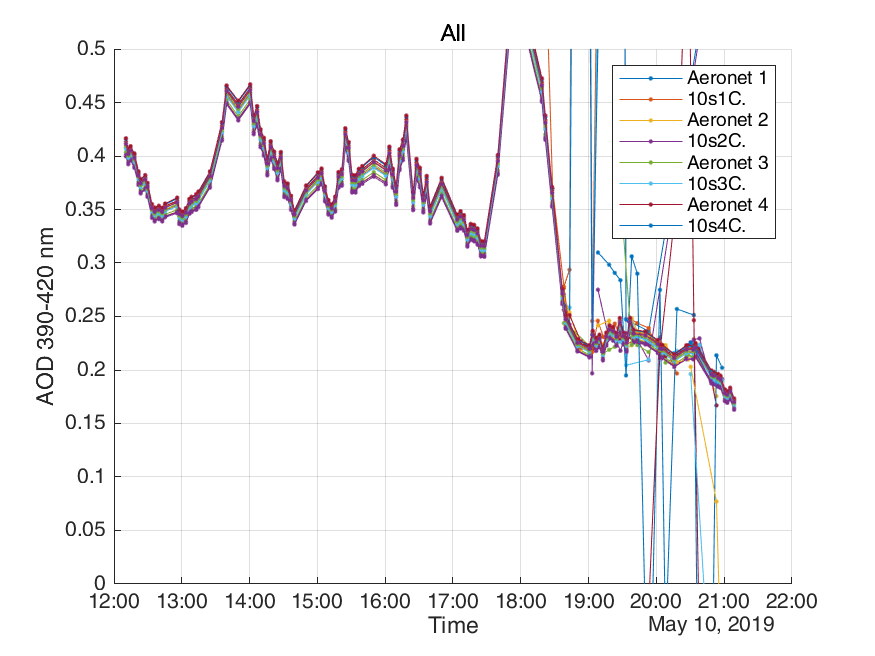 All
0.5
0.45
0.4
0.35
0.3
0.25
0.2
0.15
0.1
0.05
0
AOD 390-420 nm
Aeronet 1
10s1C.
Aeronet 2
10s2C.
Aeronet 3
10s3C.
Aeronet 4
10s4C.
12:00 13:00 14:00 15:00 16:00 17:00 18:00 19:00 20:00 21:00 22:00
Time
May 10, 2019